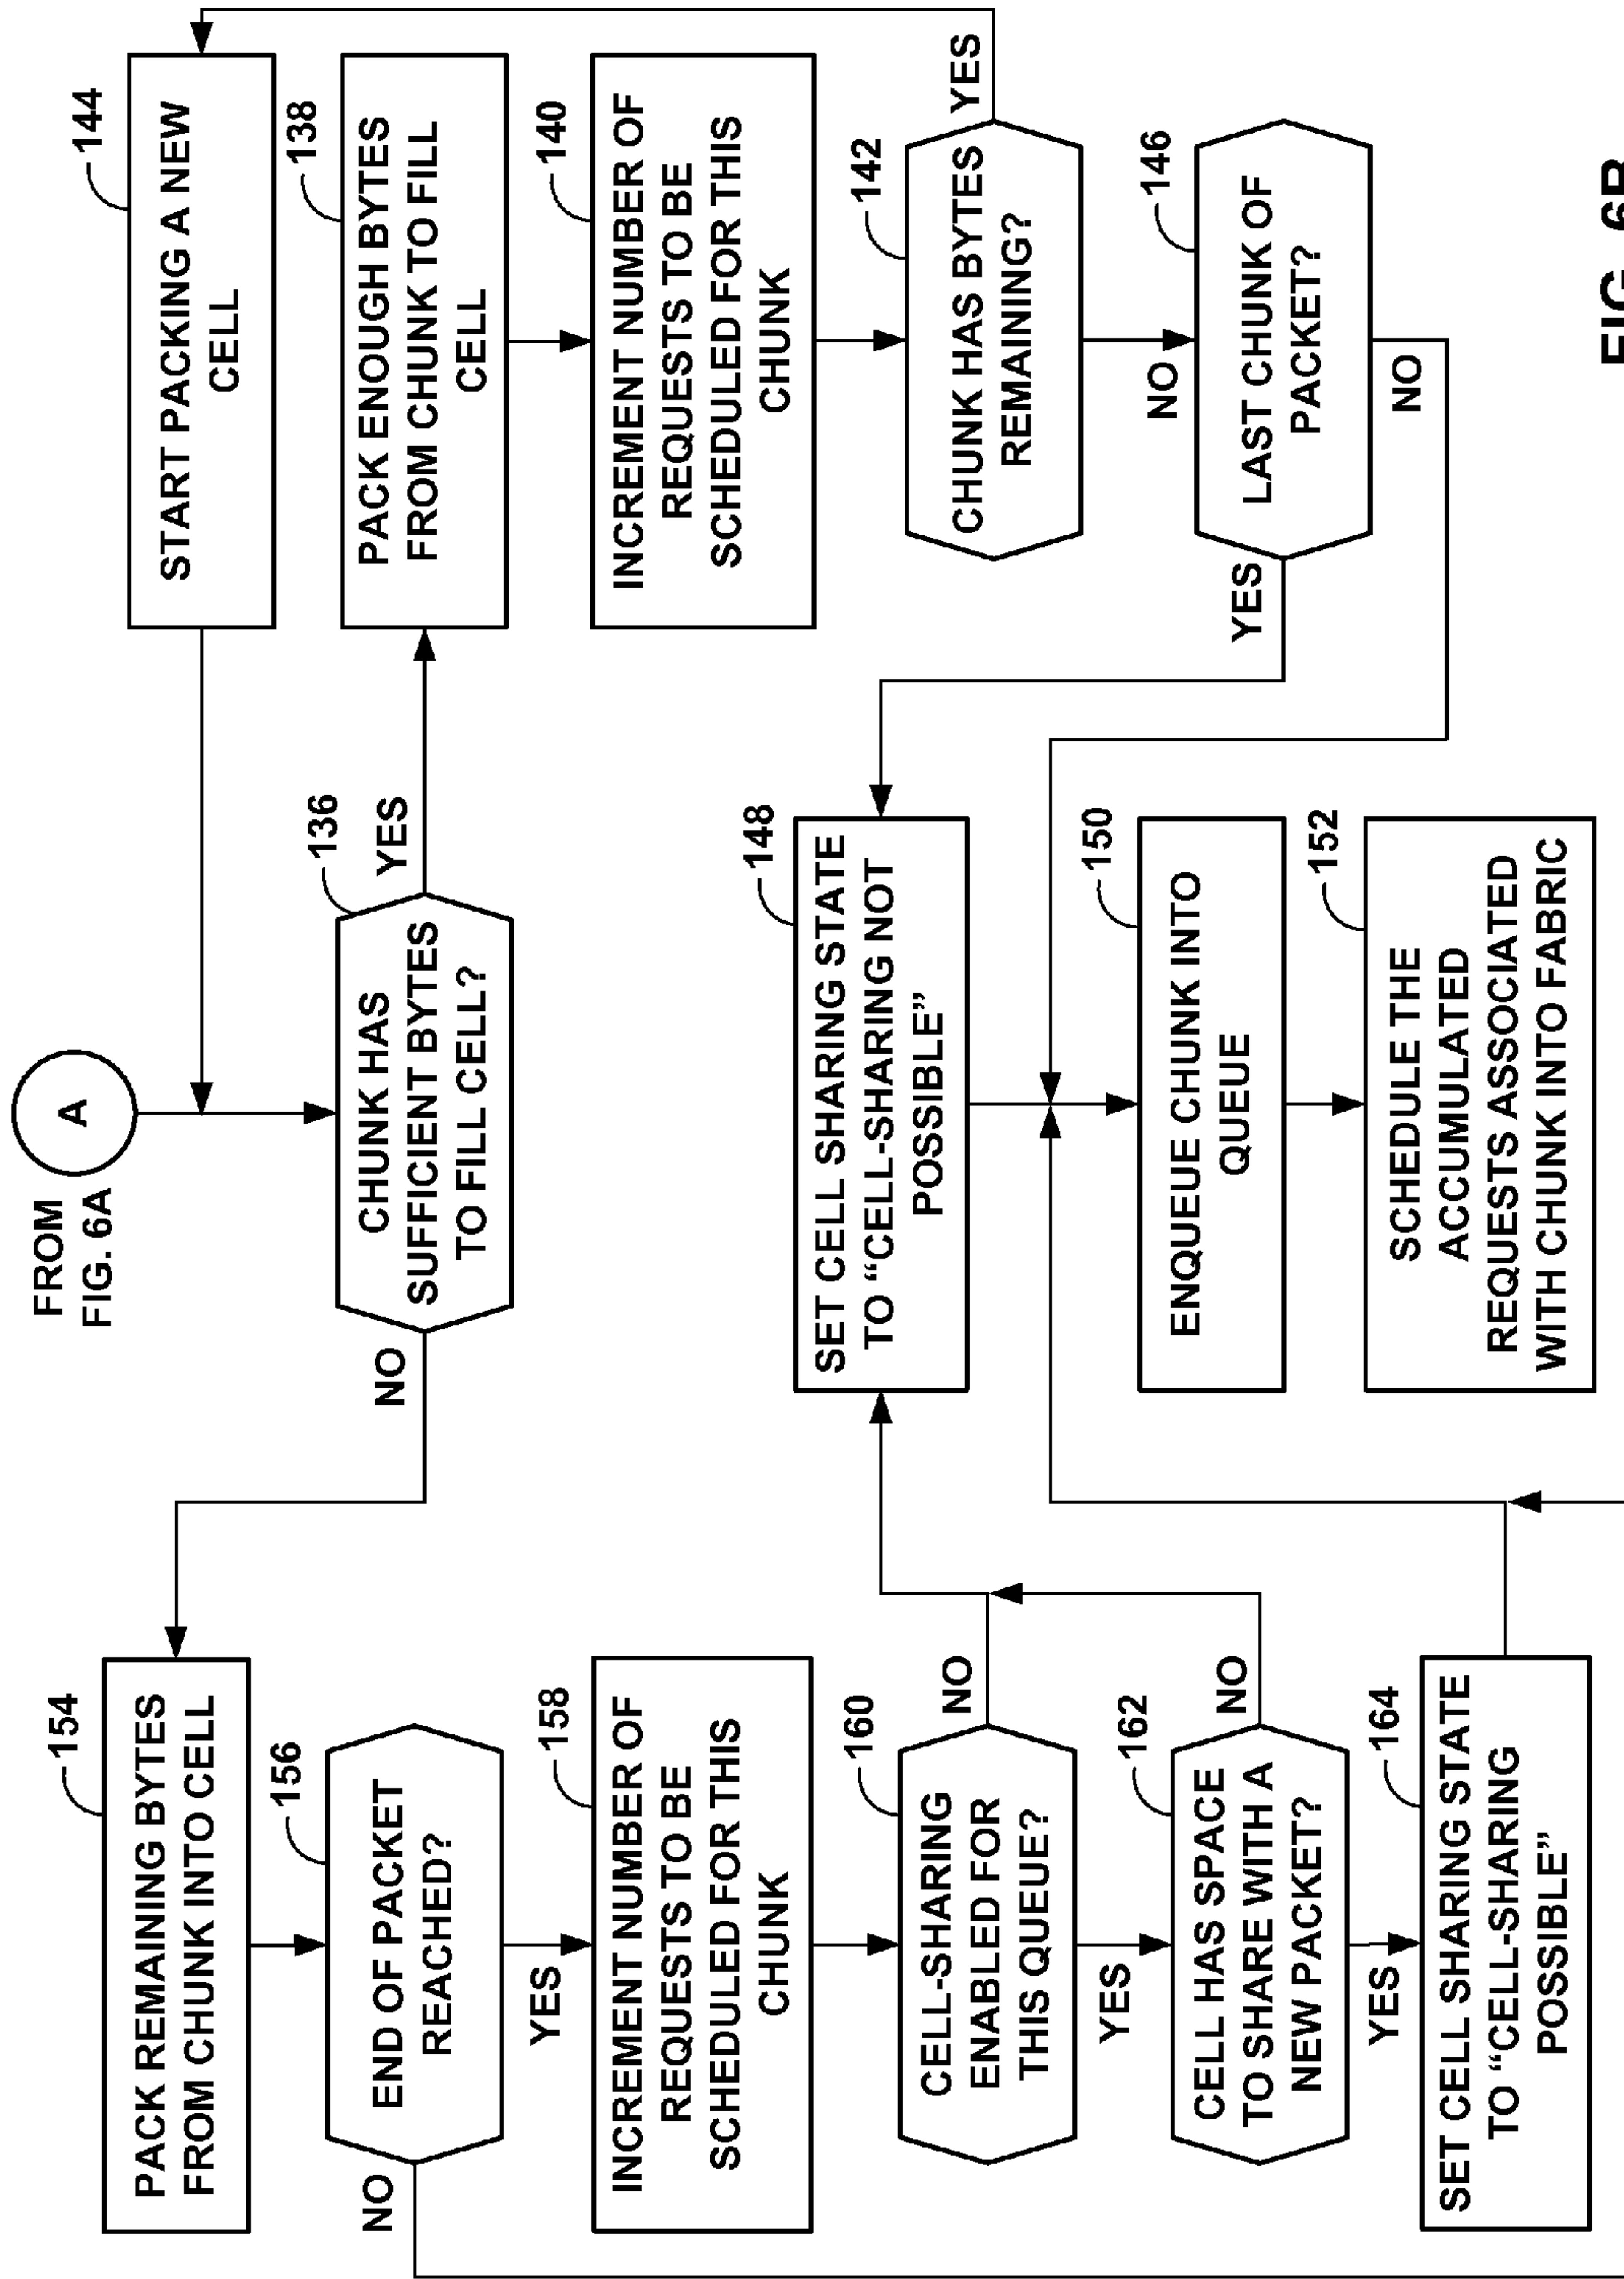 FROM
FIG. 6A
A
136
CHUNK HAS
SUFFICIENT BYTES
TO FILL CELL?
NO
YES
144
START PACKING A NEW
CELL
138
PACK ENOUGH BYTES
FROM CHUNK TO FILL
CELL
140
INCREMENT NUMBER OF
REQUESTS TO BE
SCHEDULED FOR THIS
CHUNK
142
CHUNK HAS BYTES
REMAINING?
YES
NO
146
LAST CHUNK OF
PACKET?
YES
NO
148
SET CELL SHARING STATE
TO “CELL-SHARING NOT
POSSIBLE”
150
ENQUEUE CHUNK INTO
QUEUE
152
SCHEDULE THE
ACCUMULATED
REQUESTS ASSOCIATED
WITH CHUNK INTO FABRIC
154
PACK REMAINING BYTES
FROM CHUNK INTO CELL
156
END OF PACKET
REACHED?
NO
YES
158
INCREMENT NUMBER OF
REQUESTS TO BE
SCHEDULED FOR THIS
CHUNK
160
CELL-SHARING
ENABLED FOR
THIS QUEUE?
NO
YES
162
CELL HAS SPACE
TO SHARE WITH A
NEW PACKET?
NO
YES
164
SET CELL SHARING STATE
TO “CELL-SHARING
POSSIBLE”
FIG. 6B